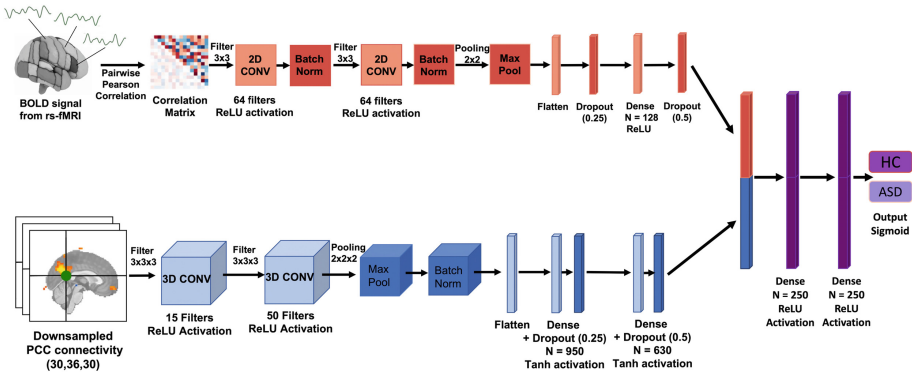 BOLD signal
from rs-fMRI
Pairwise
Pearson
Correlation
Correlation
Matrix
Filter
3x3
2D
CONV
64 filters
ReLU activation
Batch
Norm
Filter
3x3
2D
CONV
64 filters
ReLU activation
Batch
Norm
Pooling
2x2
Max
Pool
Flatten
Dropout
(0.25)
Dense
N = 128
ReLU
Dropout
(0.5)
Downsampled
PCC connectivity
(30,36,30)
Filter
3x3x3
3D CONV
15 Filters
ReLU Activation
Filter
3x3x3
3D CONV
50 Filters
ReLU Activation
Pooling
2x2x2
Max
Pool
Batch
Norm
Flatten
Dense
+ Dropout (0.25)
N = 950
Tanh activation
Dense
+ Dropout (0.5)
N = 630
Tanh activation
Dense
N = 250
ReLU
Activation
Dense
N = 250
ReLU
Activation
HC
ASD
Output
Sigmoid